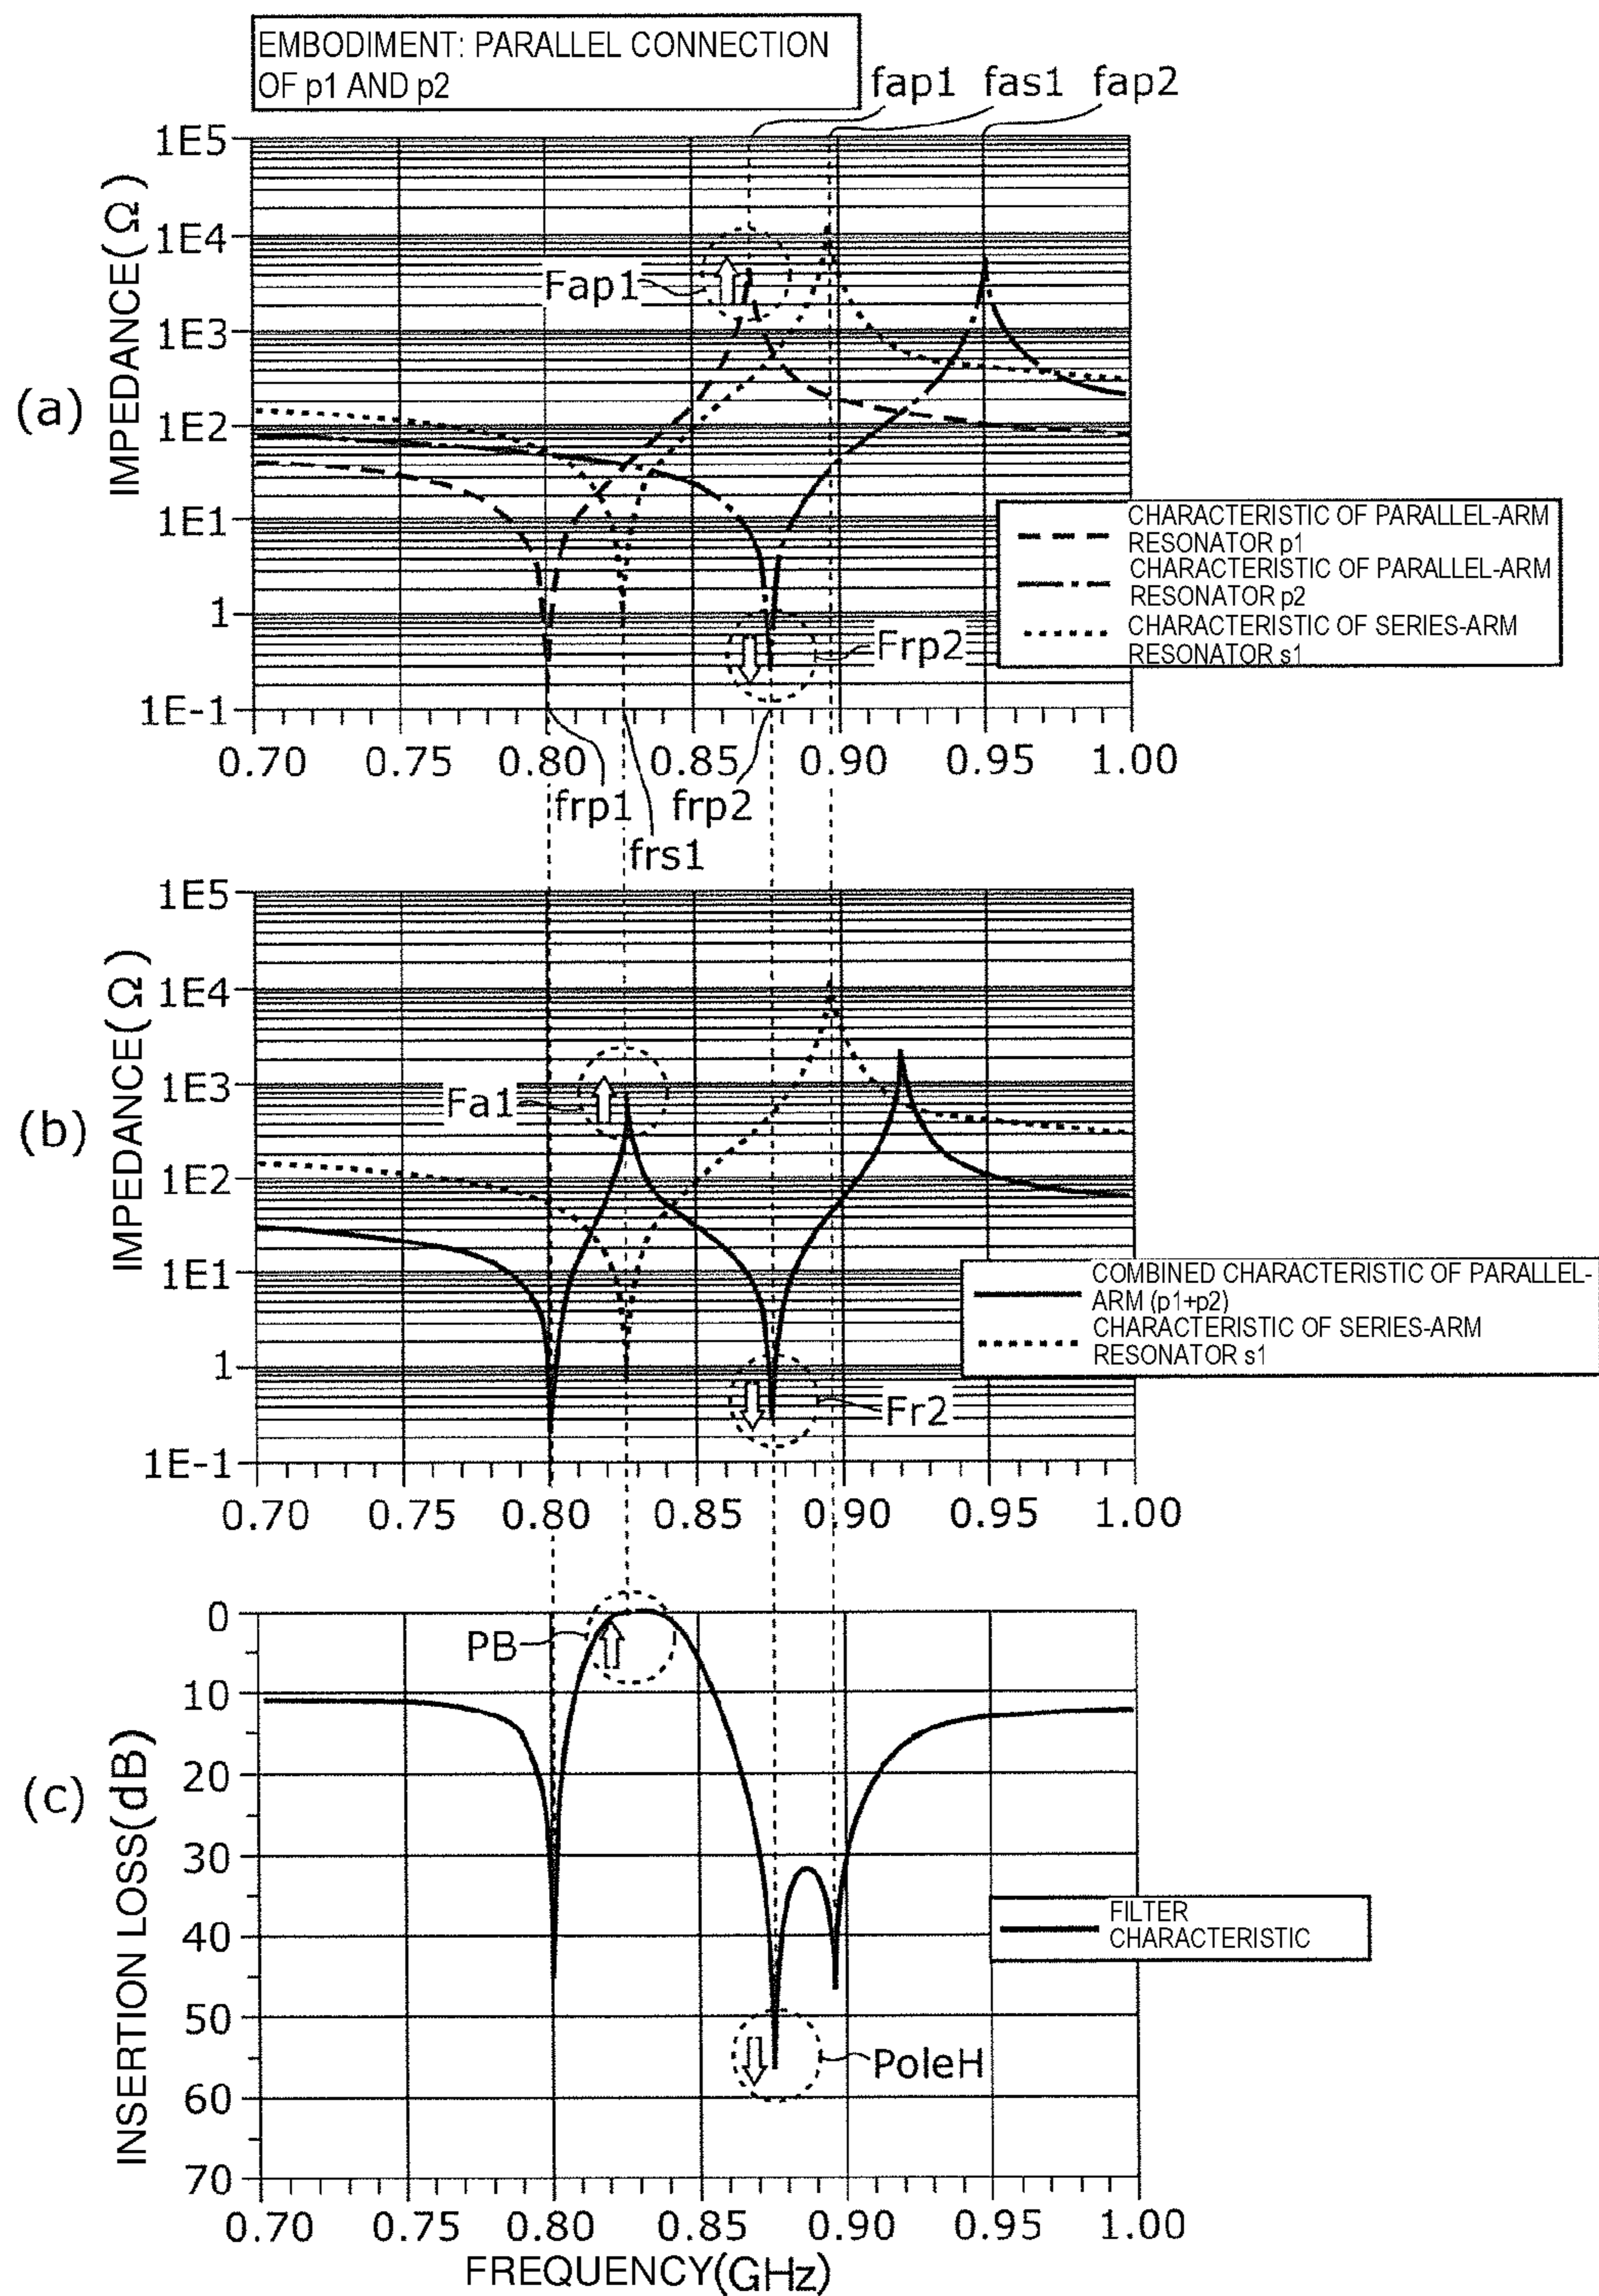 EMBODIMENT: PARALLEL CONNECTION
OF p1 AND p2
fap1 fas1 fap2
(a)
IMPEDANCE(Ω)
1E5
1E4
1E3
1E2
1E1
1
1E-1
Fap1
Frp2
CHARACTERISTIC OF PARALLEL-ARM
RESONATOR p1
CHARACTERISTIC OF PARALLEL-ARM
RESONATOR p2
CHARACTERISTIC OF SERIES-ARM
RESONATOR s1
0.70 0.75 0.80 0.85 0.90 0.95 1.00
frp1 frp2
frs1
(b)
IMPEDANCE(Ω)
1E5
1E4
1E3
1E2
1E1
1
1E-1
Fa1
Fr2
COMBINED CHARACTERISTIC OF PARALLEL-
ARM (p1+p2)
CHARACTERISTIC OF SERIES-ARM
RESONATOR s1
0.70 0.75 0.80 0.85 0.90 0.95 1.00
(c)
INSERTION LOSS(dB)
0
10
20
30
40
50
60
70
PB
PoleH
FILTER
CHARACTERISTIC
0.70 0.75 0.80 0.85 0.90 0.95 1.00
FREQUENCY(GHz)